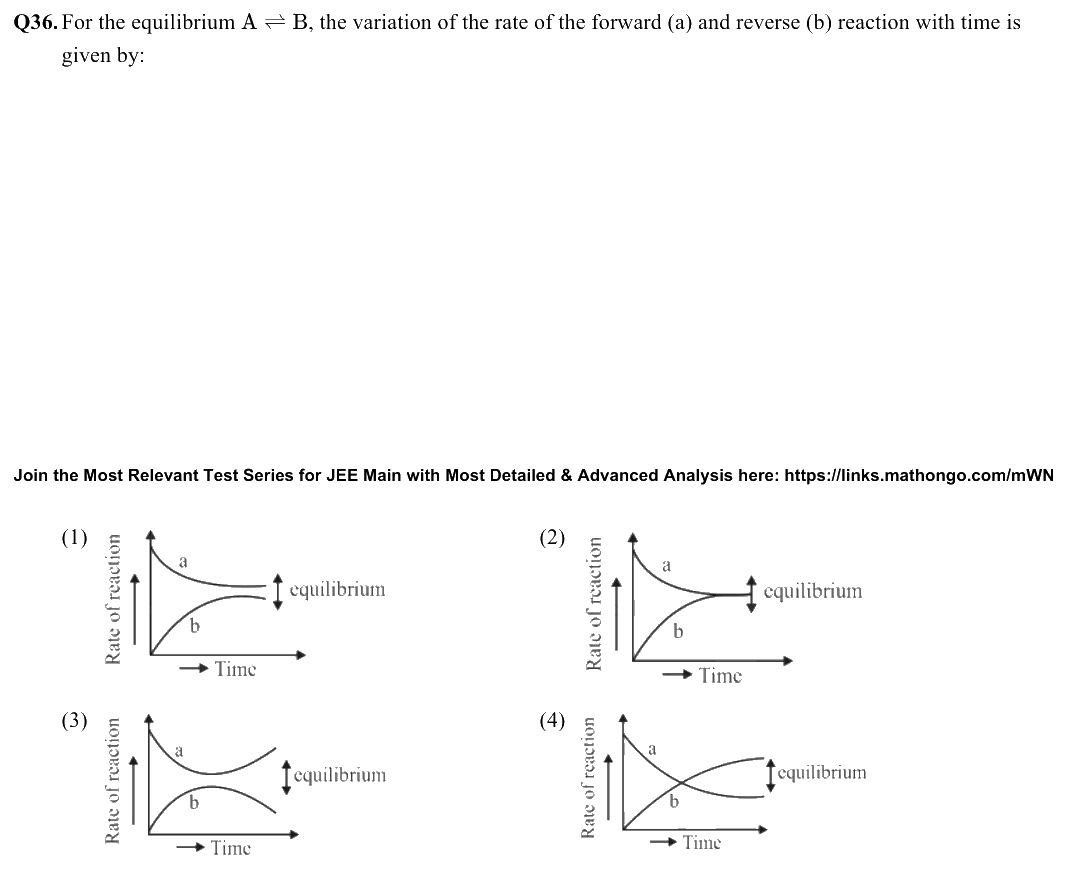 Q36. For the equilibrium A ⇌ B, the variation of the rate of the forward (a) and reverse (b) reaction with time is
given by:
Join the Most Relevant Test Series for JEE Main with Most Detailed & Advanced Analysis here: https://links.mathongo.com/mWN
(1)
Rate of reaction
a
b
equilibrium
Time
(2)
Rate of reaction
a
b
equilibrium
Time
(3)
Rate of reaction
a
b
equilibrium
Time
(4)
Rate of reaction
a
b
equilibrium
Time